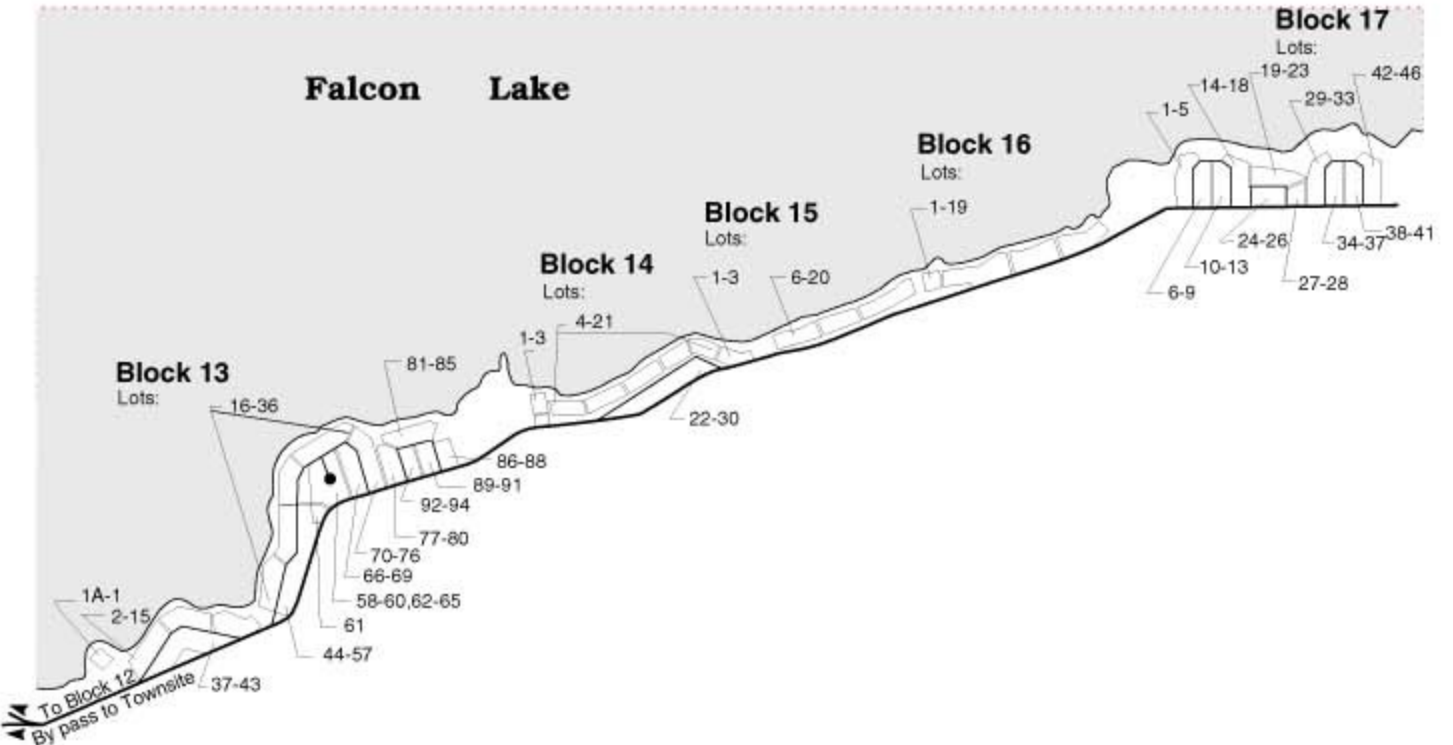 Block 17
Lots:
19-23
42-46
14-18
29-33
1-5
Falcon Lake
Block 16
Lots:
1-19
Block 15
Lots:
38-41
24-26
34-37
10-13
27-28
6-9
Block 14
Lots:
1-3
6-20
4-21
1-3
Block 13
Lots:
81-85
16-36
22-30
86-88
89-91
92-94
77-80
70-76
66-69
58-60,62-65
61
44-57
1A-1
2-15
37-43
To Block 12
By pass to Townsite